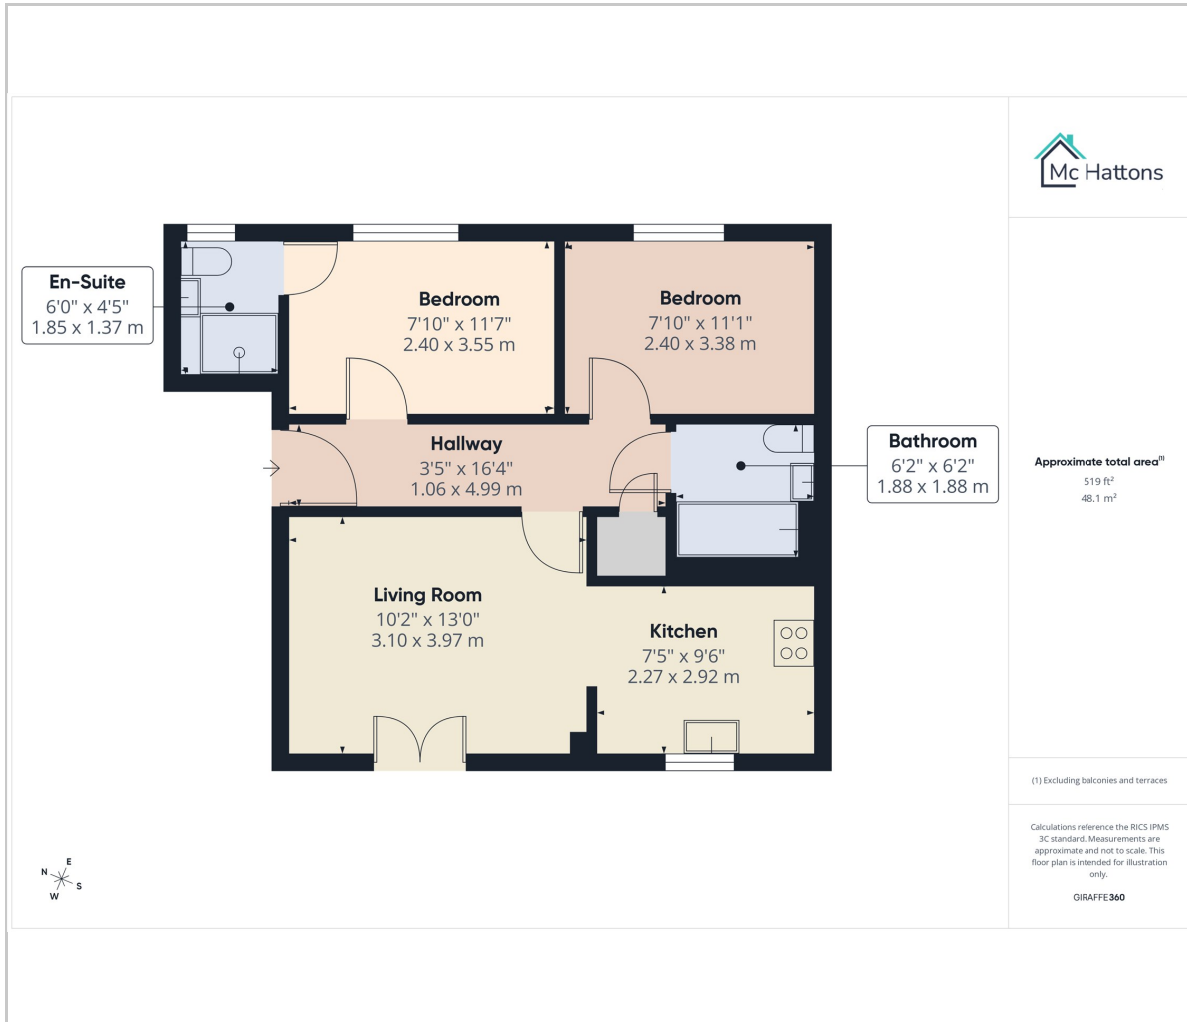 Mc Hattons
En-Suite
6'0" x 4'5"
1.85 x 1.37 m
Bedroom
7'10" x 11'7"
2.40 x 3.55 m
Bedroom
7'10" x 11'1"
2.40 x 3.38 m
Hallway
3'5" x 16'4"
1.06 x 4.99 m
Bathroom
6'2" x 6'2"
1.88 x 1.88 m
Living Room
10'2" x 13'0"
3.10 x 3.97 m
Kitchen
7'5" x 9'6"
2.27 x 2.92 m
Approximate total area⁽¹⁾
519 ft²
48.1 m²
(1) Excluding balconies and terraces
Calculations reference the RICS IPMS
3C standard. Measurements are
approximate and not to scale. This
floor plan is intended for illustration
only.
GIRAFFE360
E
N
S
W